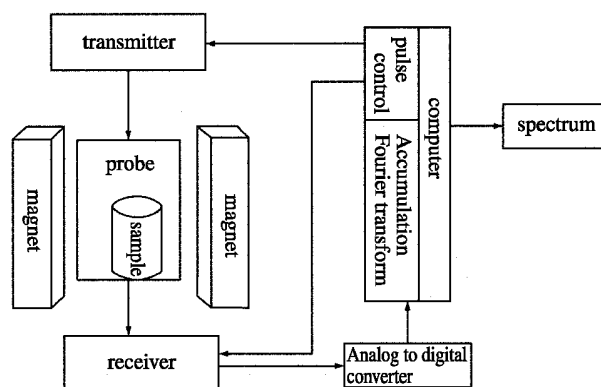 transmitter
pulse
control
computer
Accumulation
Fourier transform
spectrum
probe
magnet
magnet
sample
receiver
Analog to digital
converter